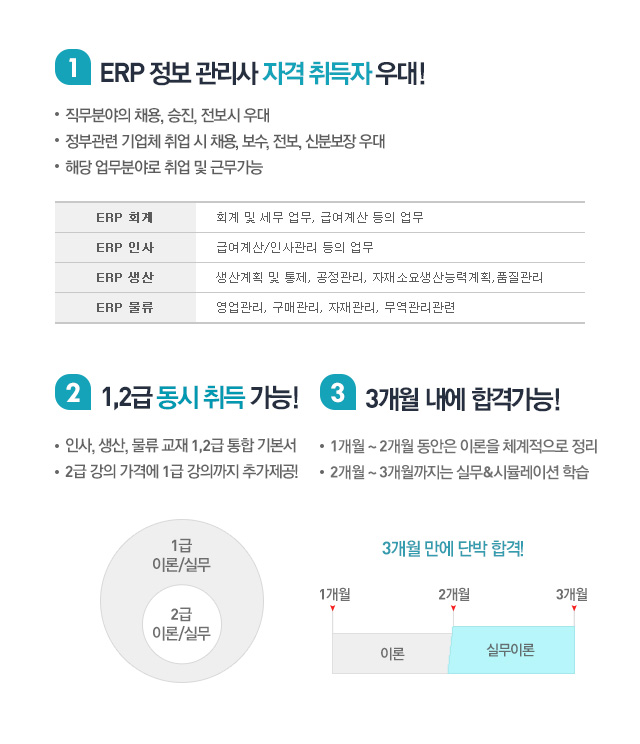 1 ERP 정보 관리사 자격 취득자 우대!
• 직무분야의 채용, 승진, 전보시 우대
• 정부관련 기업체 취업 시 채용, 보수, 전보, 신분보장 우대
• 해당 업무분야로 취업 및 근무가능
ERP 회계 회계 및 세무 업무, 급여계산 등의 업무
ERP 인사 급여계산/인사관리 등의 업무
ERP 생산 생산계획 및 통제, 공정관리, 자재소요생산능력계획,품질관리
ERP 물류 영업관리, 구매관리, 자재관리, 무역관리관련
2 1,2급 동시 취득 가능!
• 인사, 생산, 물류 교재 1,2급 통합 기본서
• 2급 강의 가격에 1급 강의까지 추가제공!
1급
이론/실무
2급
이론/실무
3 3개월 내에 합격가능!
• 1개월 ~ 2개월 동안은 이론을 체계적으로 정리
• 2개월 ~ 3개월까지는 실무&시뮬레이션 학습
3개월 만에 단박 합격!
1개월 2개월 3개월
이론 실무이론